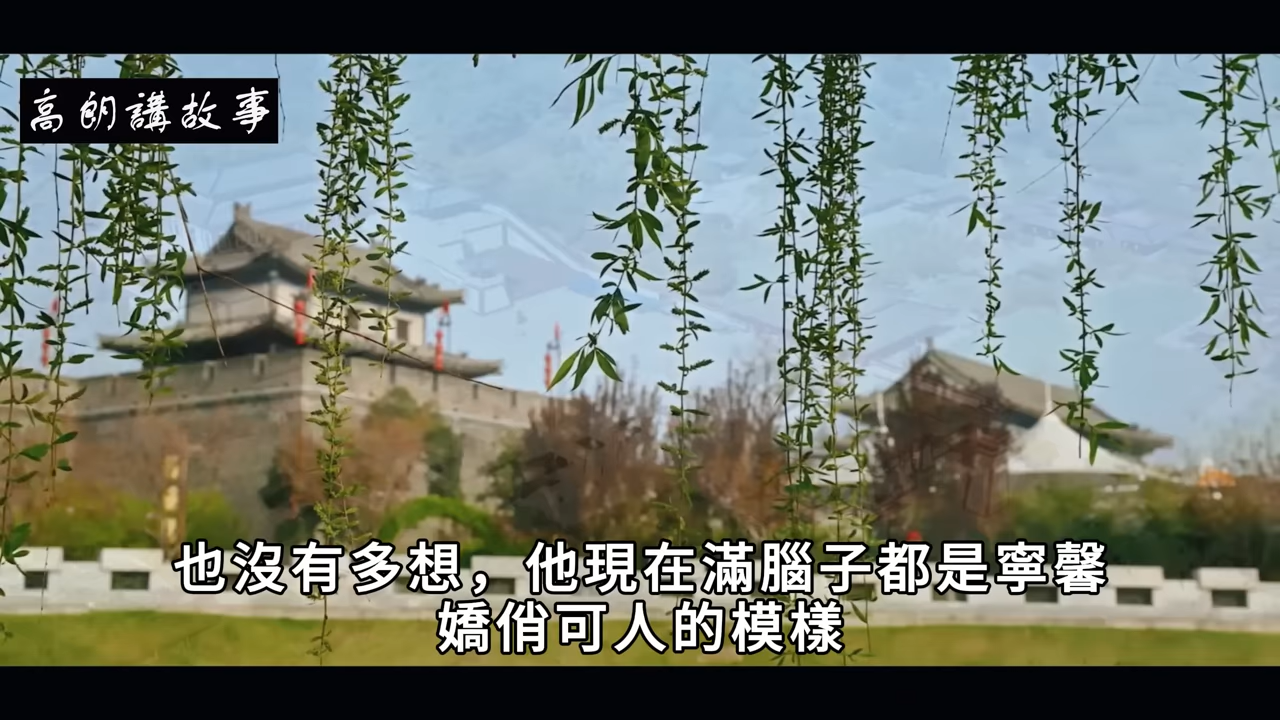 高朗講故事
也沒有多想，他現在滿腦子都是寧馨
嬌俏可人的模樣